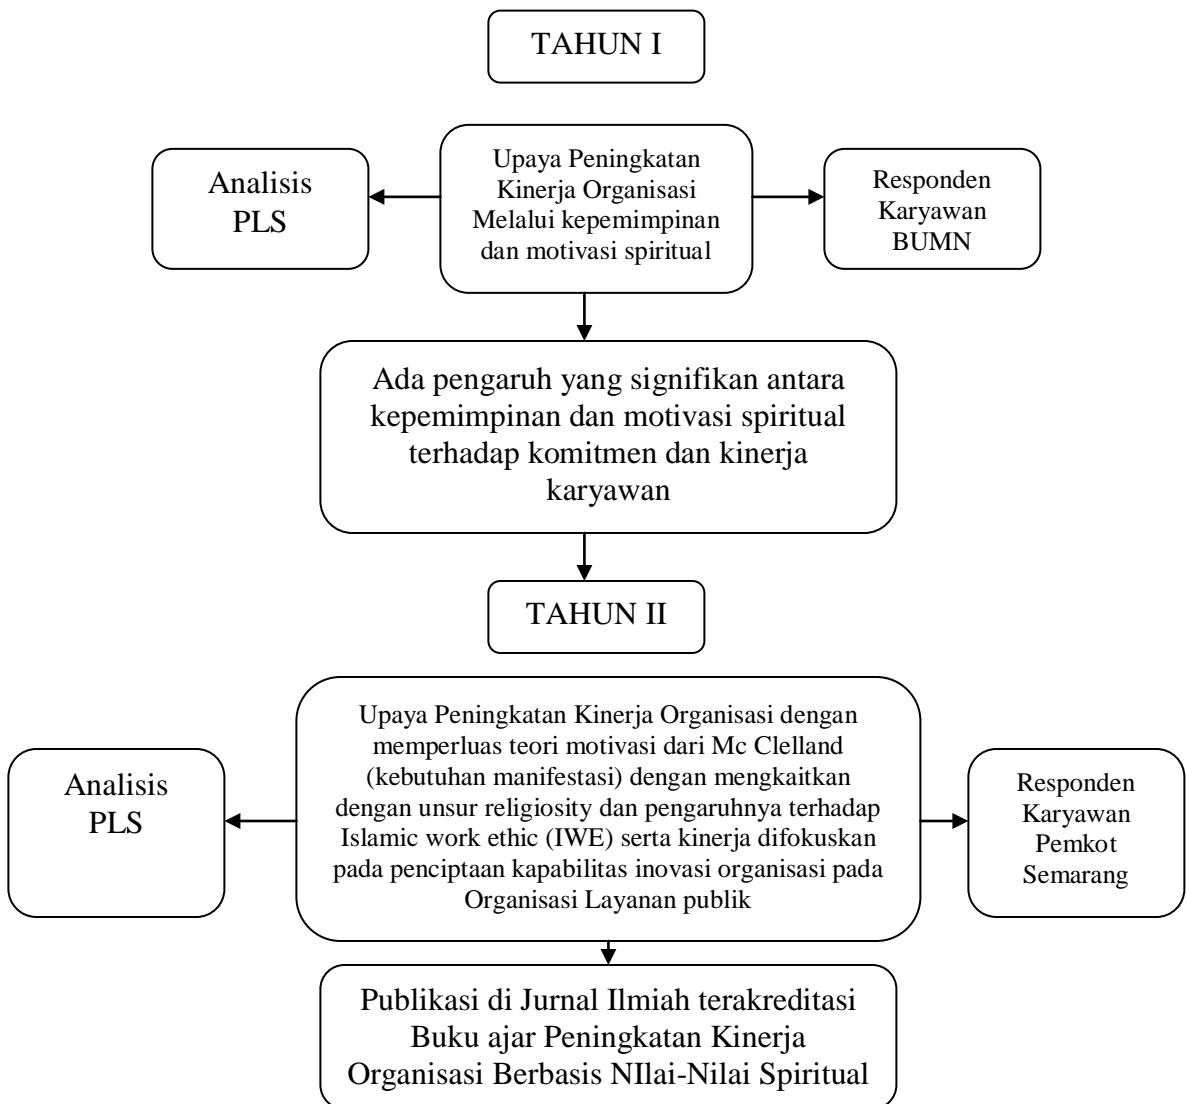 TAHUN I
Analisis
PLS
Upaya Peningkatan
Kinerja Organisasi
Melalui kepemimpinan
dan motivasi spiritual
Responden
Karyawan
BUMN
Ada pengaruh yang signifikan antara
kepemimpinan dan motivasi spiritual
terhadap komitmen dan kinerja
karyawan
TAHUN II
Analisis
PLS
Upaya Peningkatan Kinerja Organisasi dengan
memperluas teori motivasi dari Mc Clelland
(kebutuhan manifestasi) dengan mengkaitkan
dengan unsur religiosity dan pengaruhnya terhadap
Islamic work ethic (IWE) serta kinerja difokuskan
pada penciptaan kapabilitas inovasi organisasi pada
Organisasi Layanan publik
Responden
Karyawan
Pemkot
Semarang
Publikasi di Jurnal Ilmiah terakreditasi
Buku ajar Peningkatan Kinerja
Organisasi Berbasis NIlai-Nilai Spiritual